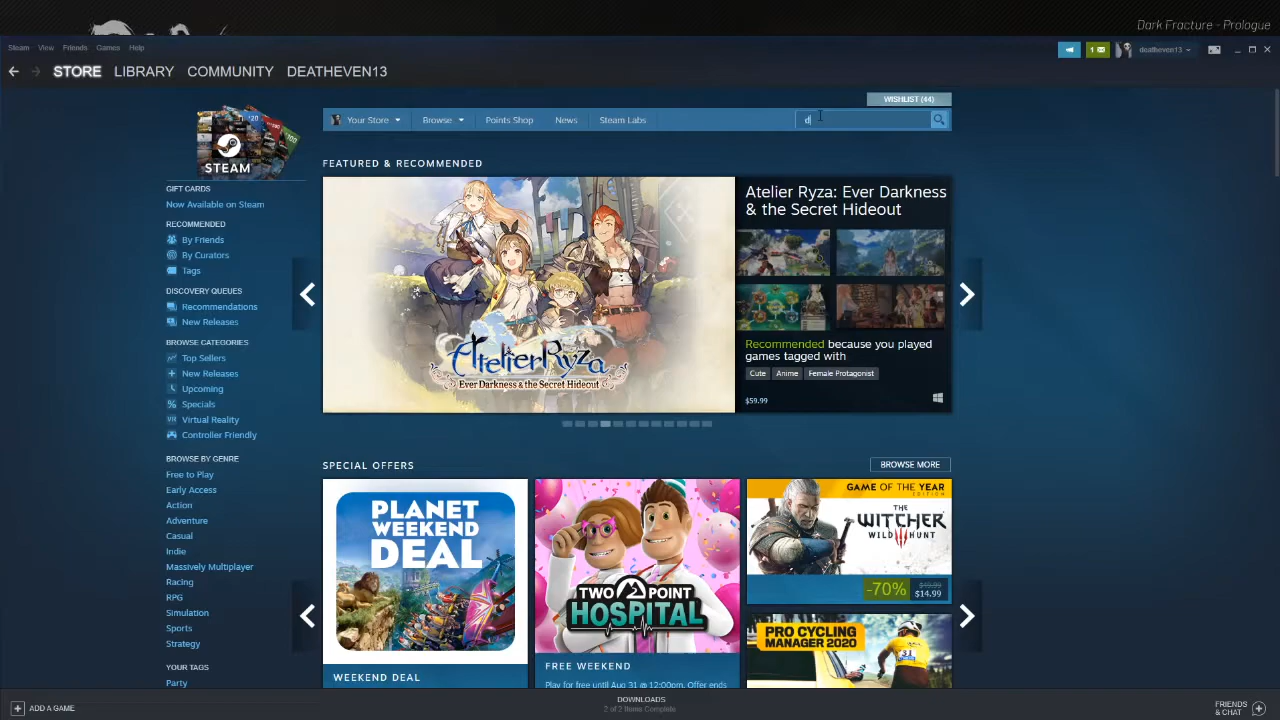 Dark Fracture - Prologue
Steam View Friends Games Help
1
deatheven13
STORE LIBRARY COMMUNITY DEATHEVEN13
WISHLIST (44)
Your Store Browse Points Shop News Steam Labs
d
STEAM
GIFT CARDS
Now Available on Steam
RECOMMENDED
By Friends
By Curators
Tags
DISCOVERY QUEUES
Recommendations
New Releases
BROWSE CATEGORIES
Top Sellers
New Releases
Upcoming
Specials
VR Virtual Reality
Controller Friendly
BROWSE BY GENRE
Free to Play
Early Access
Action
Adventure
Casual
Indie
Massively Multiplayer
Racing
RPG
Simulation
Sports
Strategy
YOUR TAGS
Party
FEATURED & RECOMMENDED
Atelier Ryza
Ever Darkness & the Secret Hideout
Atelier Ryza: Ever Darkness
& the Secret Hideout
Recommended because you played
games tagged with
Cute Anime Female Protagonist
$59.99
SPECIAL OFFERS
BROWSE MORE
PLANET
WEEKEND
DEAL
WEEKEND DEAL
TWO POINT
HOSPITAL
FREE WEEKEND
Play for free until Aug 31 @ 12:00pm. Offer ends
GAME OF THE YEAR
EDITION
THE
WITCHER
WILD HUNT
-70%
$49.99
$14.99
PRO CYCLING
MANAGER 2020
ADD A GAME
DOWNLOADS
2 of 2 Items Complete
FRIENDS
& CHAT